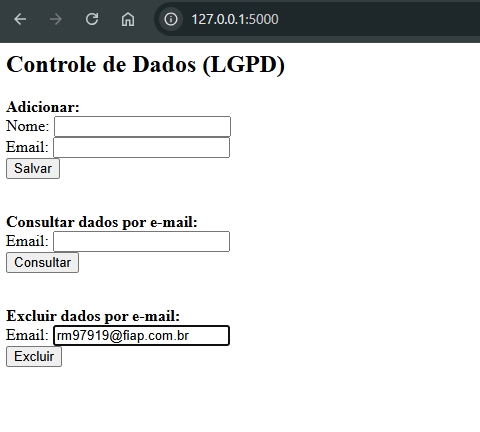 127.0.0.1:5000
Controle de Dados (LGPD)
Adicionar:
Nome:
Email:
Salvar
Consultar dados por e-mail:
Email:
Consultar
Excluir dados por e-mail:
Email: rm97919@fiap.com.br
Excluir